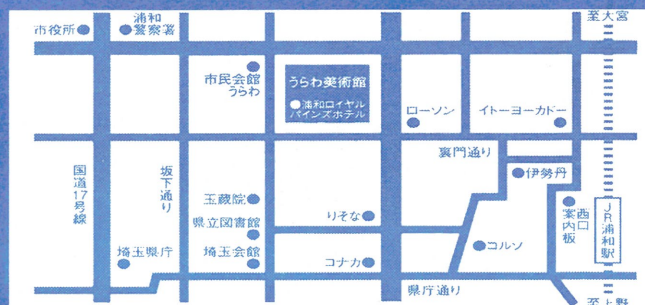 至大宮
市役所
浦和
警察署
市民会館
うらわ
うらわ美術館
浦和ロイヤル
パインズホテル
ローソン
イトーヨーカドー
裏門通り
国道17号線
坂下通り
玉蔵院
県立図書館
埼玉会館
埼玉県庁
りそな
コナカ
伊勢丹
コルソ
西口
案内板
JR浦和駅
県庁通り
至上野